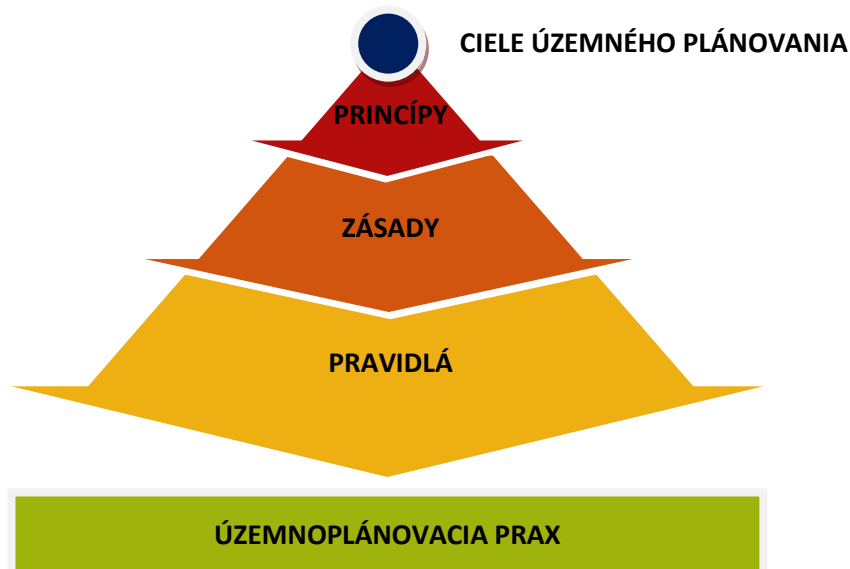 CIELE ÚZEMNÉHO PLÁNOVANIA
PRINCÍPY
ZÁSADY
PRAVIDLÁ
ÚZEMNOPLÁNOVACIA PRAX